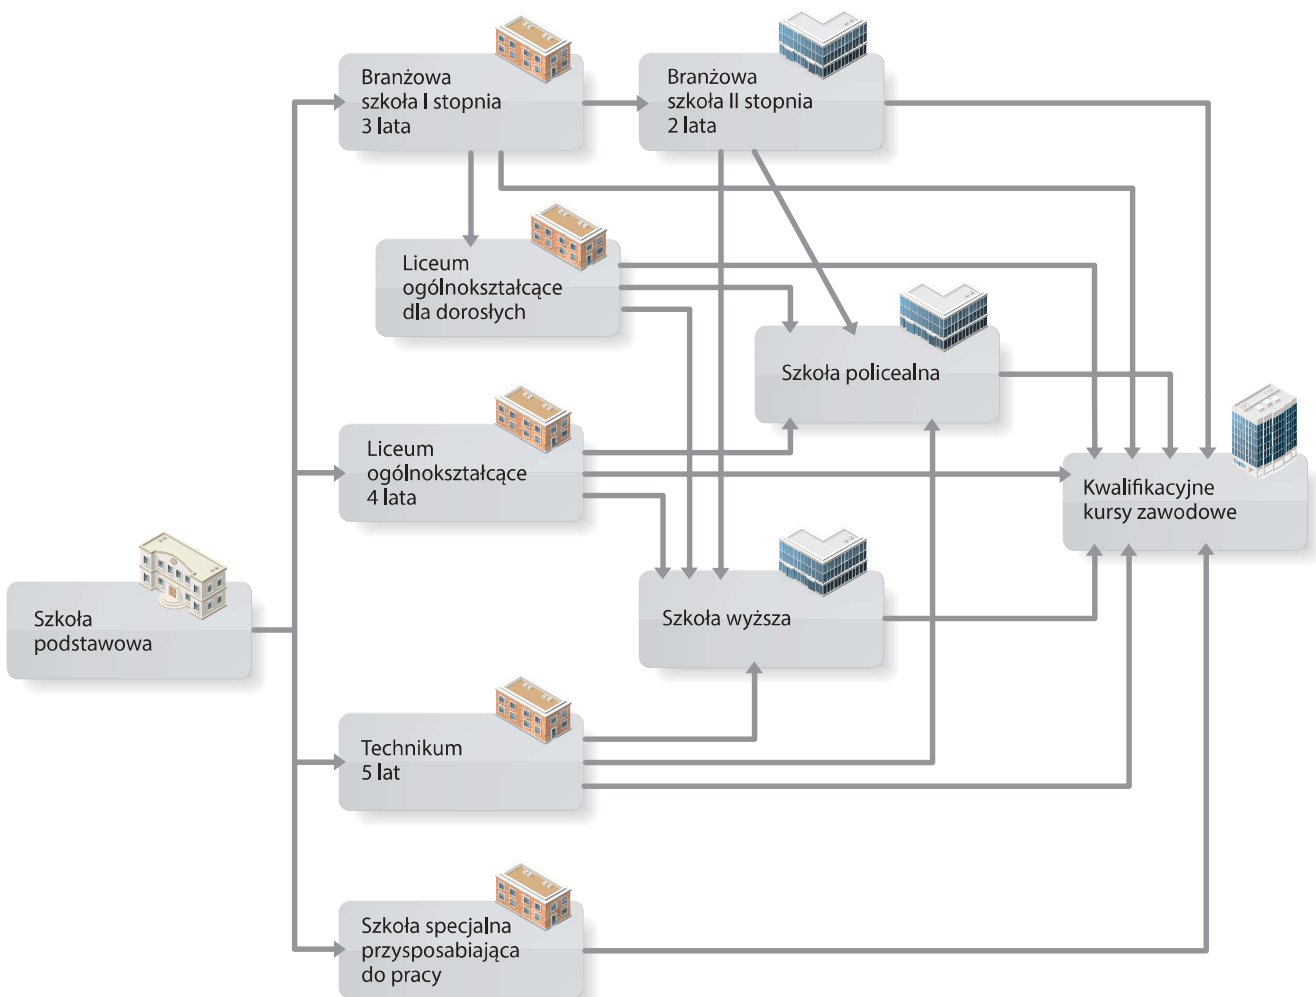 Branżowa
szkoła I stopnia
3 lata
Branżowa
szkoła II stopnia
2 lata
Liceum
ogólnokształcące
dla dorosłych
Szkoła policealna
Liceum
ogólnokształcące
4 lata
Kwalifikacyjne
kursy zawodowe
Szkoła
podstawowa
Szkoła wyższa
Technikum
5 lat
Szkoła specjalna
przysposabiająca
do pracy